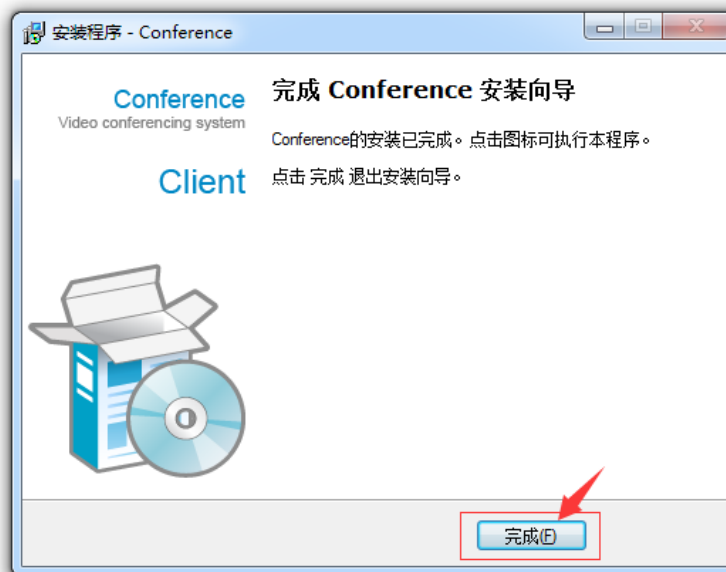 安装程序 - Conference
Conference
Video conferencing system
Client
完成 Conference 安装向导
Conference的安装已完成。点击图标可执行本程序。
点击 完成 退出安装向导。
完成(F)